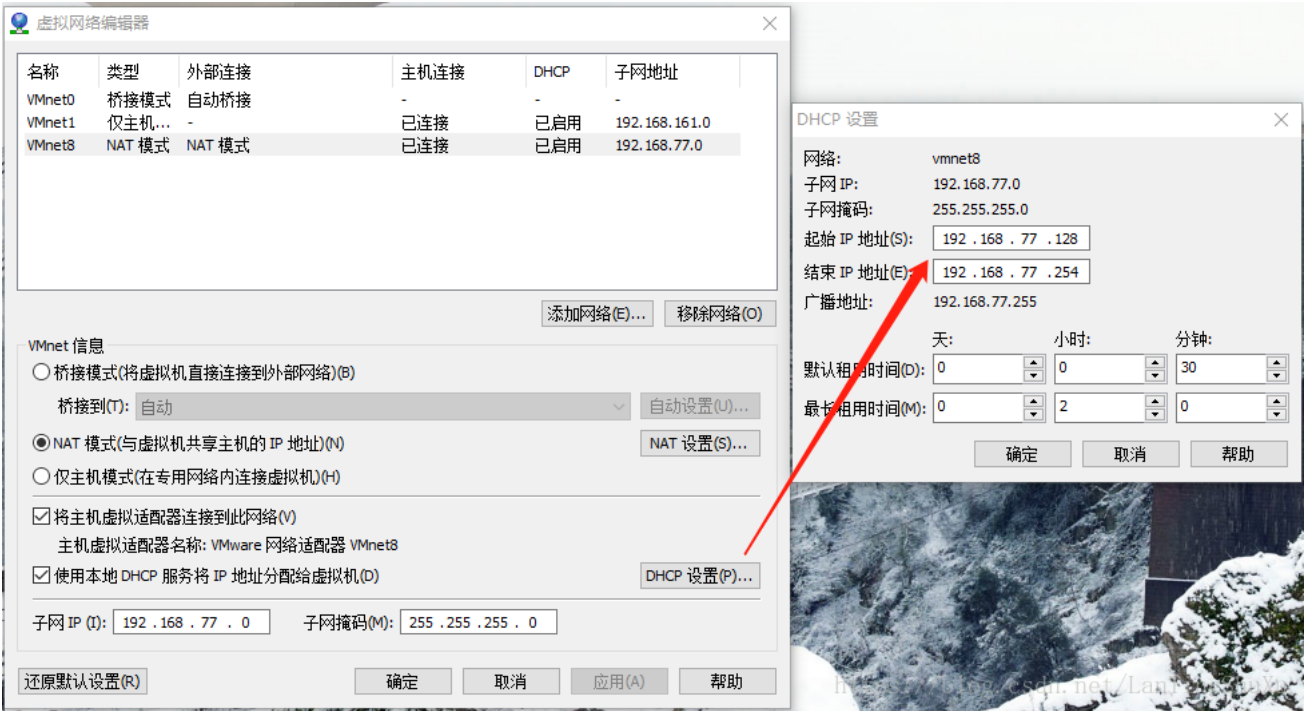 虚拟网络编辑器
名称 类型 外部连接 主机连接 DHCP 子网地址
VMnet0 桥接模式 自动桥接 - - -
VMnet1 仅主机... - 已连接 已启用 192.168.161.0
VMnet8 NAT 模式 NAT 模式 已连接 已启用 192.168.77.0
添加网络(E)... 移除网络(O)
VMnet 信息
桥接模式(将虚拟机直接连接到外部网络)(B)
桥接到(T): 自动 自动设置(U)...
NAT 模式(与虚拟机共享主机的 IP 地址)(N) NAT 设置(S)...
仅主机模式(在专用网络内连接虚拟机)(H)
将主机虚拟适配器连接到此网络(V)
主机虚拟适配器名称: VMware 网络适配器 VMnet8
使用本地 DHCP 服务将 IP 地址分配给虚拟机(D) DHCP 设置(P)...
子网 IP (I): 192 . 168 . 77 . 0 子网掩码(M): 255 . 255 . 255 . 0
还原默认设置(R) 确定 取消 应用(A) 帮助
DHCP 设置
网络: vmnet8
子网 IP: 192.168.77.0
子网掩码: 255.255.255.0
起始 IP 地址(S): 192 . 168 . 77 . 128
结束 IP 地址(E): 192 . 168 . 77 . 254
广播地址: 192.168.77.255
天: 小时: 分钟:
默认租用时间(D): 0 0 30
最长租用时间(M): 0 2 0
确定 取消 帮助